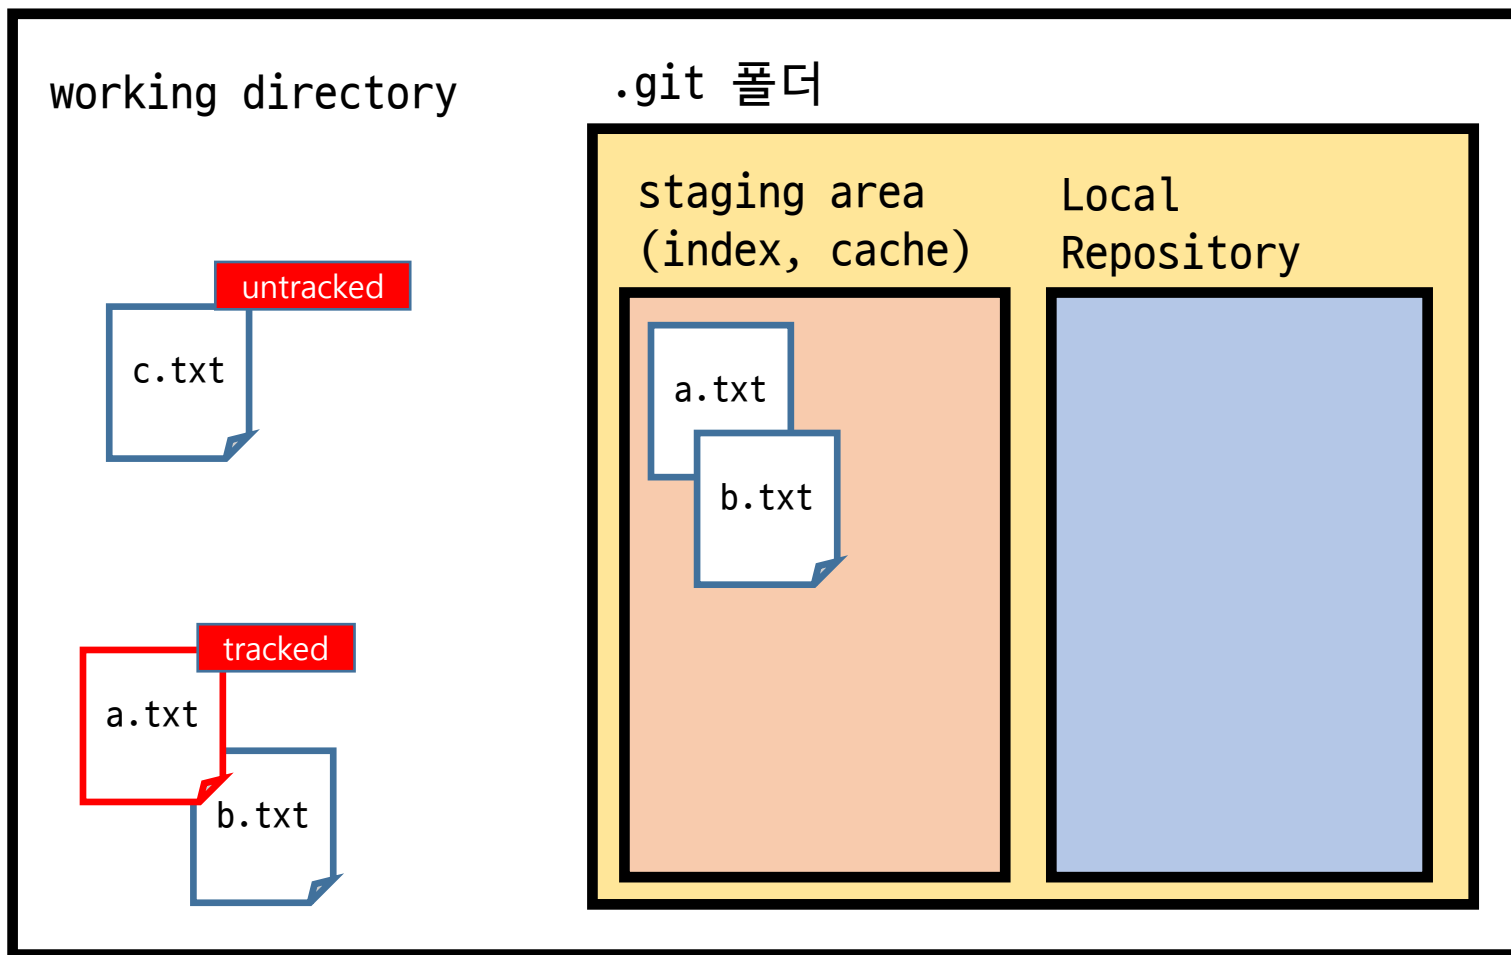 working directory
.git 폴더
staging area
(index, cache)
Local
Repository
untracked
c.txt
a.txt
b.txt
tracked
a.txt
b.txt